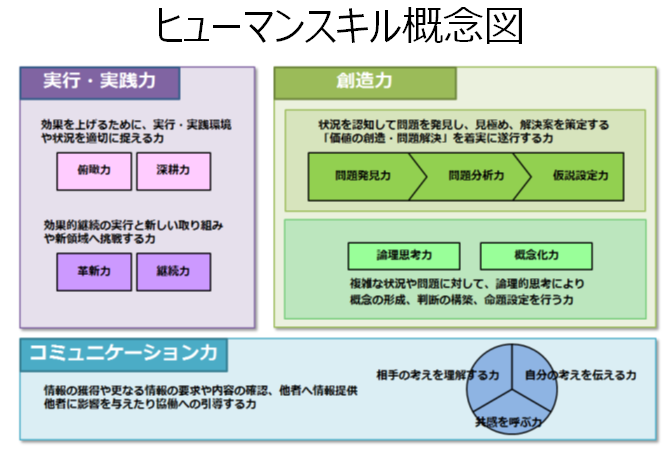 ヒューマンスキル概念図
実行・実践力
効果を上げるために、実行・実践環境
や状況を適切に捉える力
俯瞰力
深耕力
効果的継続の実行と新しい取り組み
や新領域へ挑戦する力
革新力
継続力
創造力
状況を認知して問題を発見し、見極め、解決案を策定する
「価値の創造・問題解決」を着実に遂行する力
問題発見力
問題分析力
仮説設定力
論理思考力
概念化力
複雑な状況や問題に対して、論理的思考により
概念の形成、判断の構築、命題設定を行う力
コミュニケーション力
情報の獲得や更なる情報の要求や内容の確認、他者へ情報提供
他者に影響を与えたり協働への引導する力
相手の考えを理解する力
自分の考えを伝える力
共感を呼ぶ力